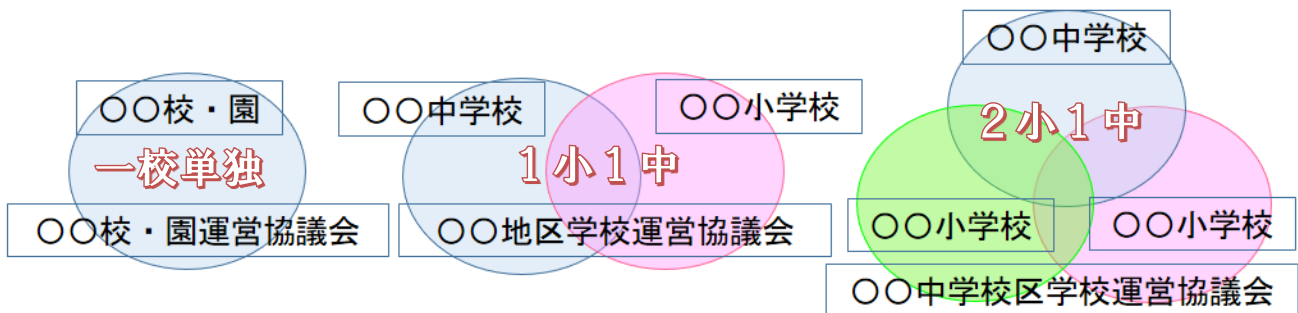 〇〇校・園
一校単独
〇〇校・園運営協議会
〇〇中学校
〇〇小学校
1小1中
〇〇地区学校運営協議会
〇〇中学校
2小1中
〇〇小学校
〇〇小学校
〇〇中学校区学校運営協議会